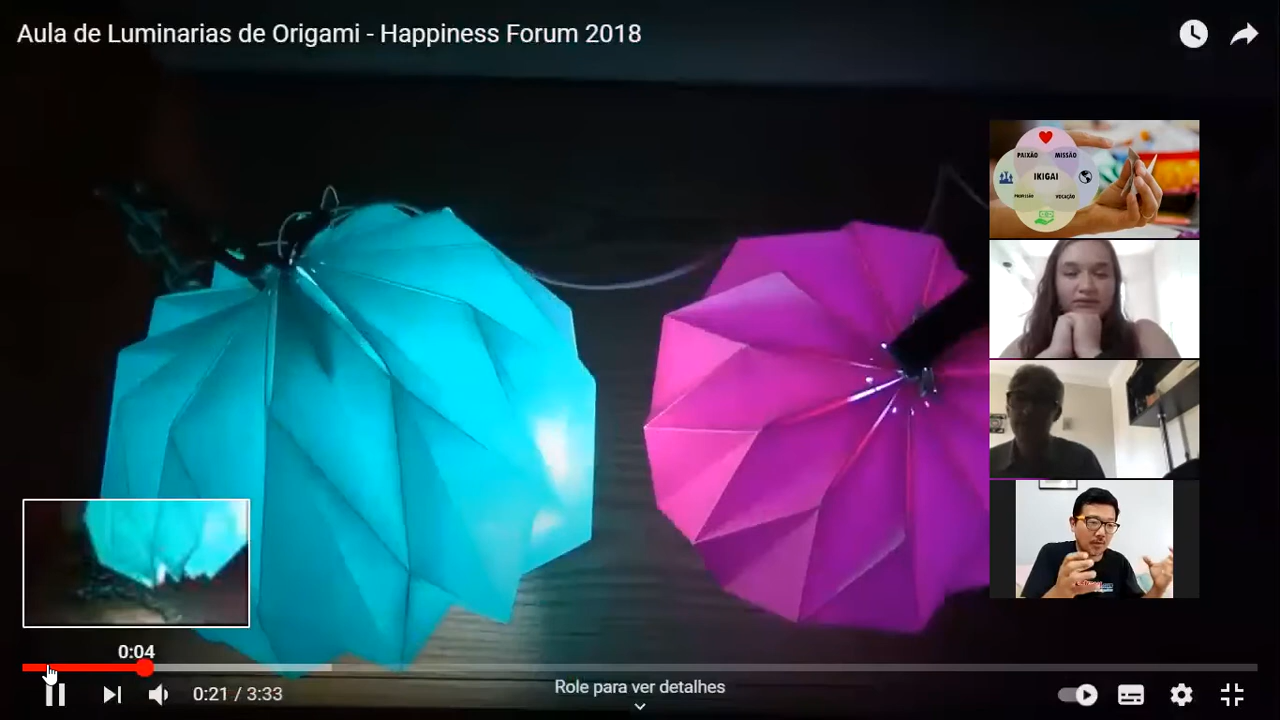 Aula de Luminarias de Origami - Happiness Forum 2018
PAIXÃO
MISSÃO
IKIGAI
PROFISSÃO
VOCAÇÃO
0:04
0:21 / 3:33
Role para ver detalhes